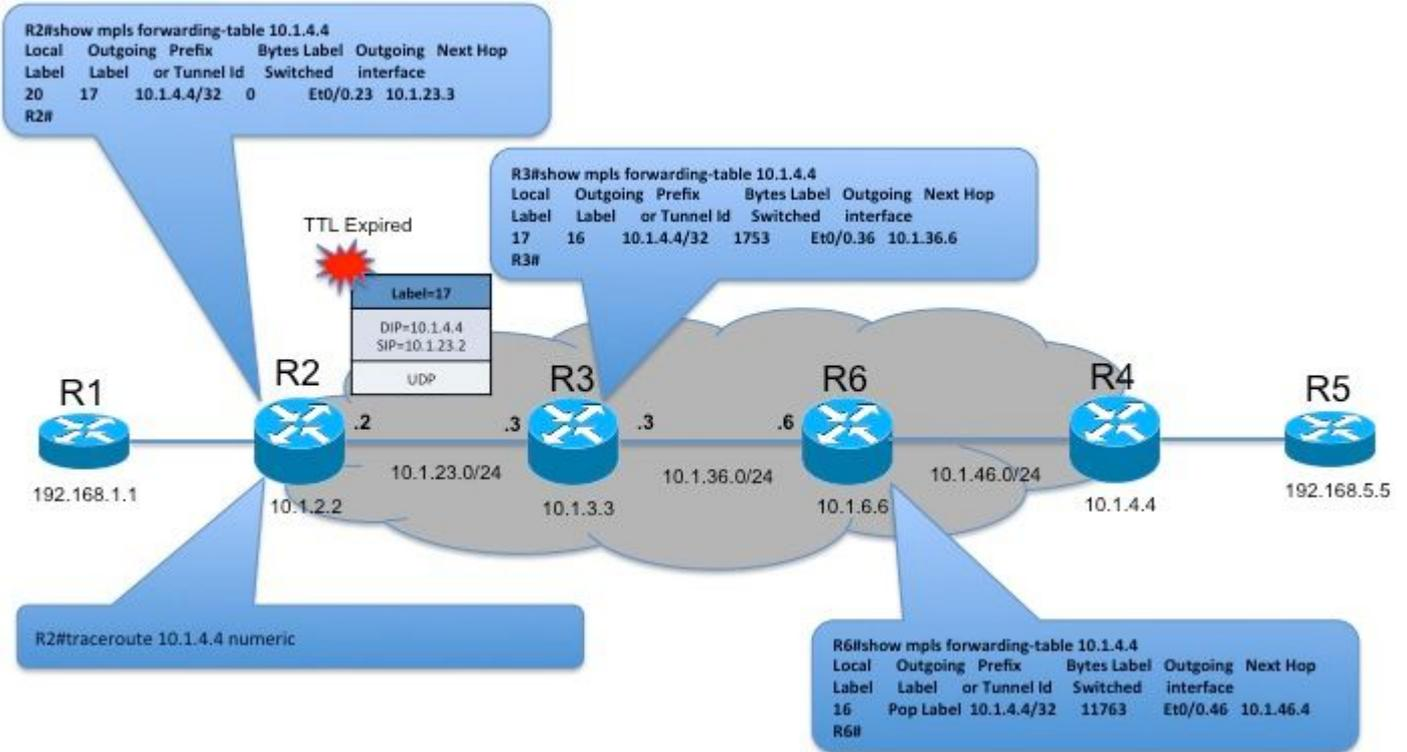 R2#show mpls forwarding-table 10.1.4.4
Local Outgoing Prefix Bytes Label Outgoing Next Hop
Label Label or Tunnel Id Switched interface
20 17 10.1.4.4/32 0 Et0/0.23 10.1.23.3
R2#
R3#show mpls forwarding-table 10.1.4.4
Local Outgoing Prefix Bytes Label Outgoing Next Hop
Label Label or Tunnel Id Switched interface
17 16 10.1.4.4/32 1753 Et0/0.36 10.1.36.6
R3#
TTL Expired
Label=17
DIP=10.1.4.4
SIP=10.1.23.2
UDP
R1
R2
R3
R6
R4
R5
.2
.3
.3
.6
10.1.23.0/24
10.1.36.0/24
10.1.46.0/24
192.168.1.1
10.1.2.2
10.1.3.3
10.1.6.6
10.1.4.4
192.168.5.5
R2#traceroute 10.1.4.4 numeric
R6#show mpls forwarding-table 10.1.4.4
Local Outgoing Prefix Bytes Label Outgoing Next Hop
Label Label or Tunnel Id Switched interface
16 Pop Label 10.1.4.4/32 11763 Et0/0.46 10.1.46.4
R6#